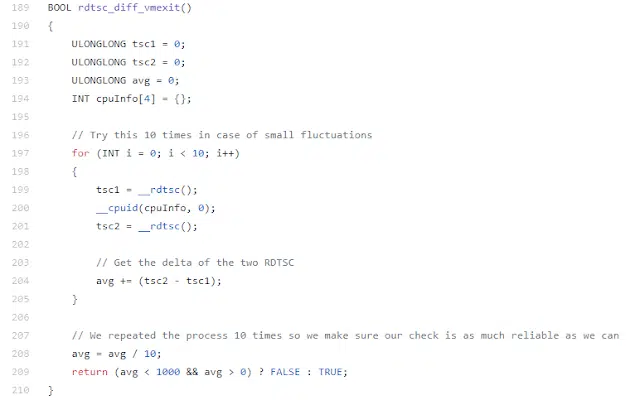 189 BOOL rdtsc_diff_vmexit()
190 {
191 ULONGLONG tsc1 = 0;
192 ULONGLONG tsc2 = 0;
193 ULONGLONG avg = 0;
194 INT cpuInfo[4] = {};
195
196 // Try this 10 times in case of small fluctuations
197 for (INT i = 0; i < 10; i++)
198 {
199 tsc1 = __rdtsc();
200 __cpuid(cpuInfo, 0);
201 tsc2 = __rdtsc();
202
203 // Get the delta of the two RDTSC
204 avg += (tsc2 - tsc1);
205 }
206
207 // We repeated the process 10 times so we make sure our check is as much reliable as we can
208 avg = avg / 10;
209 return (avg < 1000 && avg > 0) ? FALSE : TRUE;
210 }